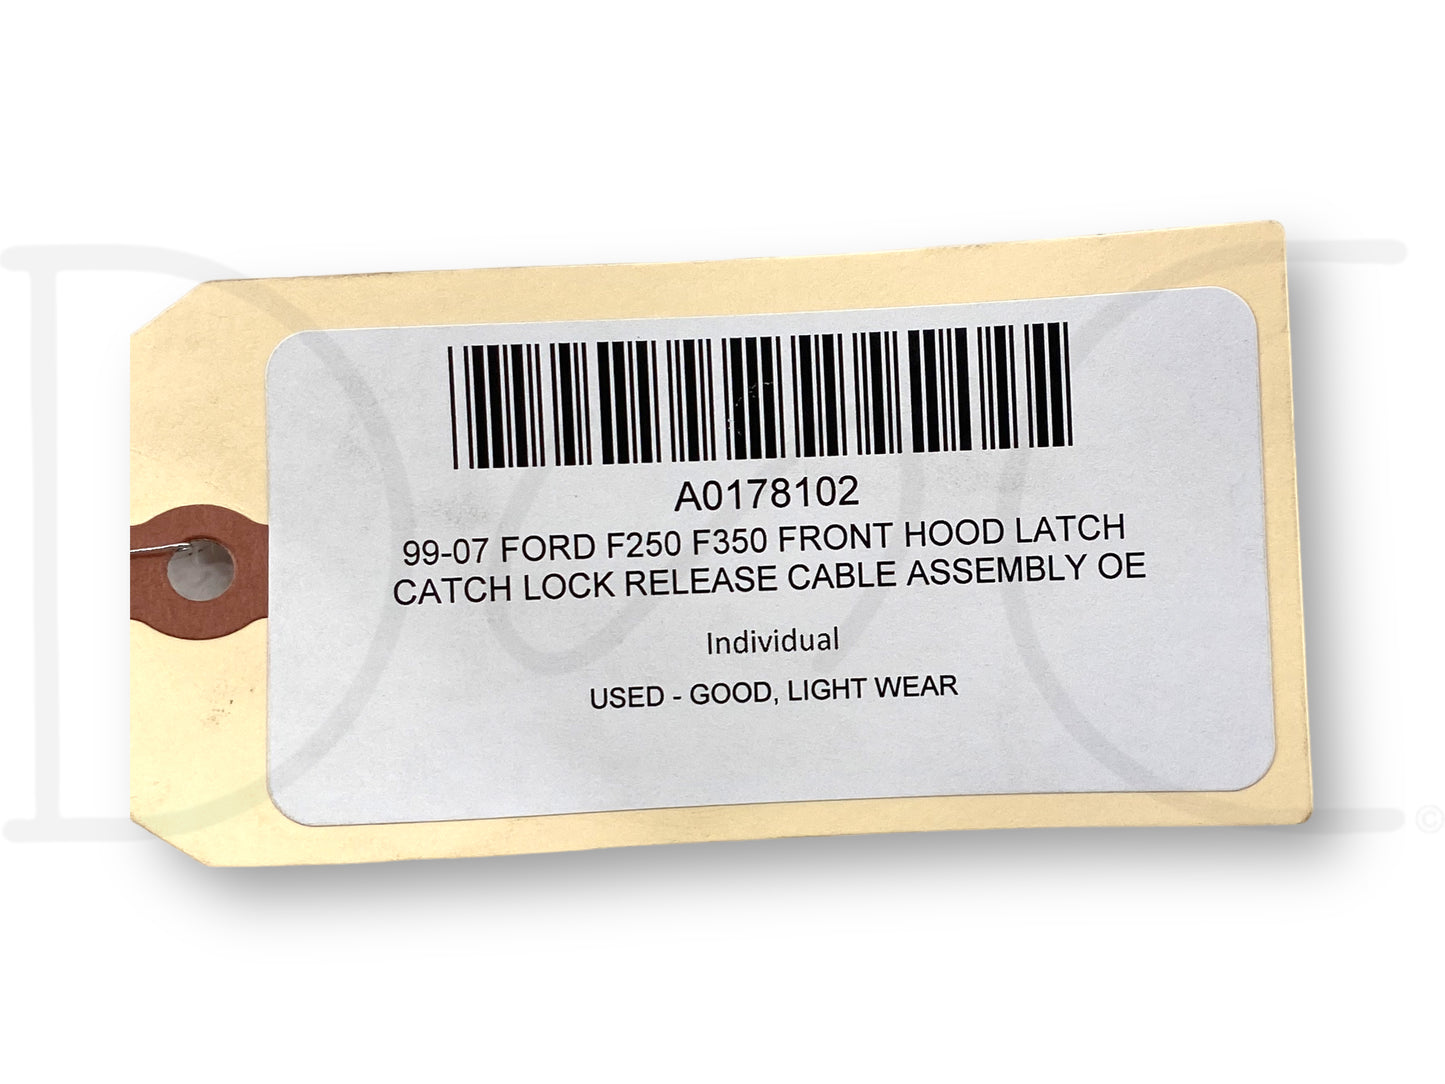 A0178102
99-07 FORD F250 F350 FRONT HOOD LATCH
CATCH LOCK RELEASE CABLE ASSEMBLY OE
Individual
USED - GOOD, LIGHT WEAR
©